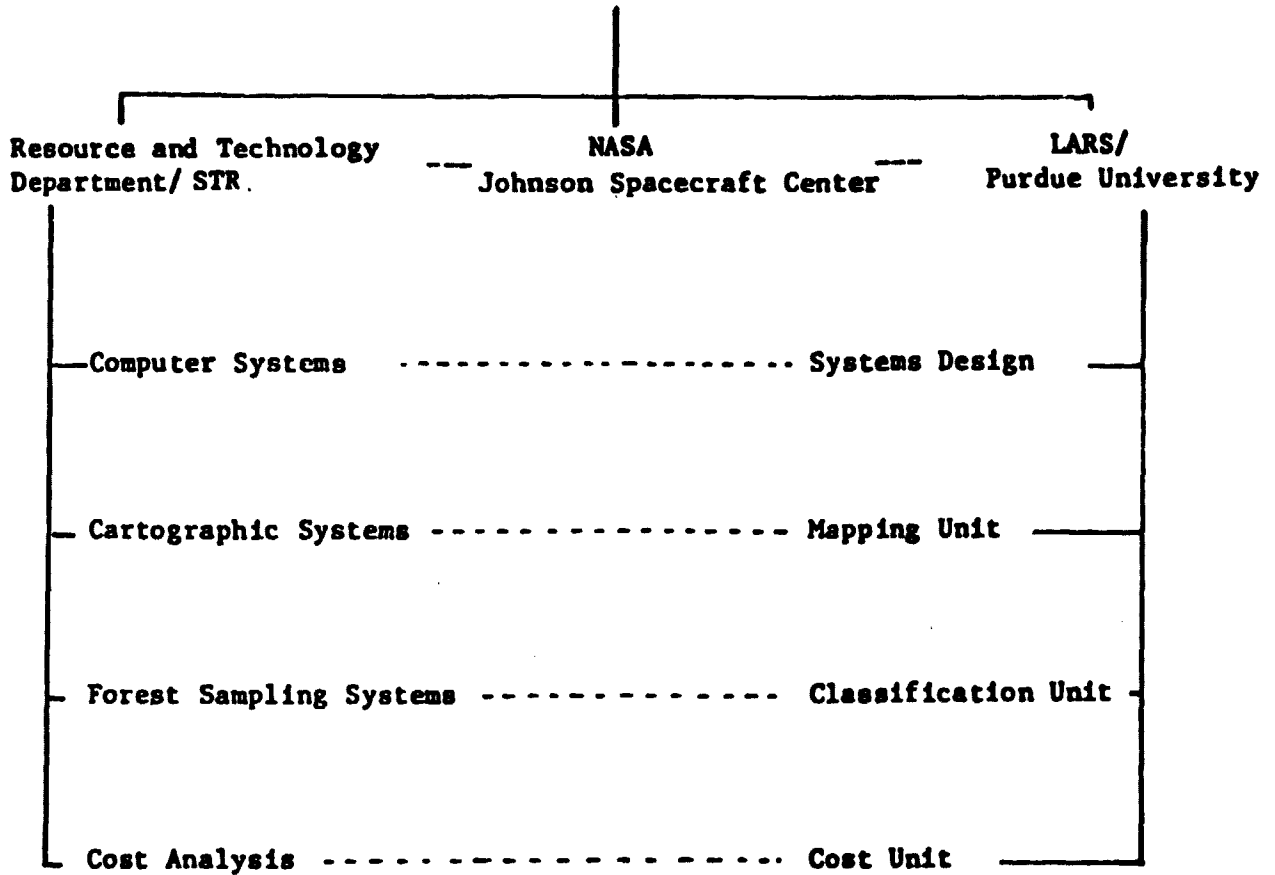 Resource and Technology
Department/ STR.
NASA
Johnson Spacecraft Center
LARS/
Purdue University
Computer Systems
Systems Design
Cartographic Systems
Mapping Unit
Forest Sampling Systems
Classification Unit
Cost Analysis
Cost Unit